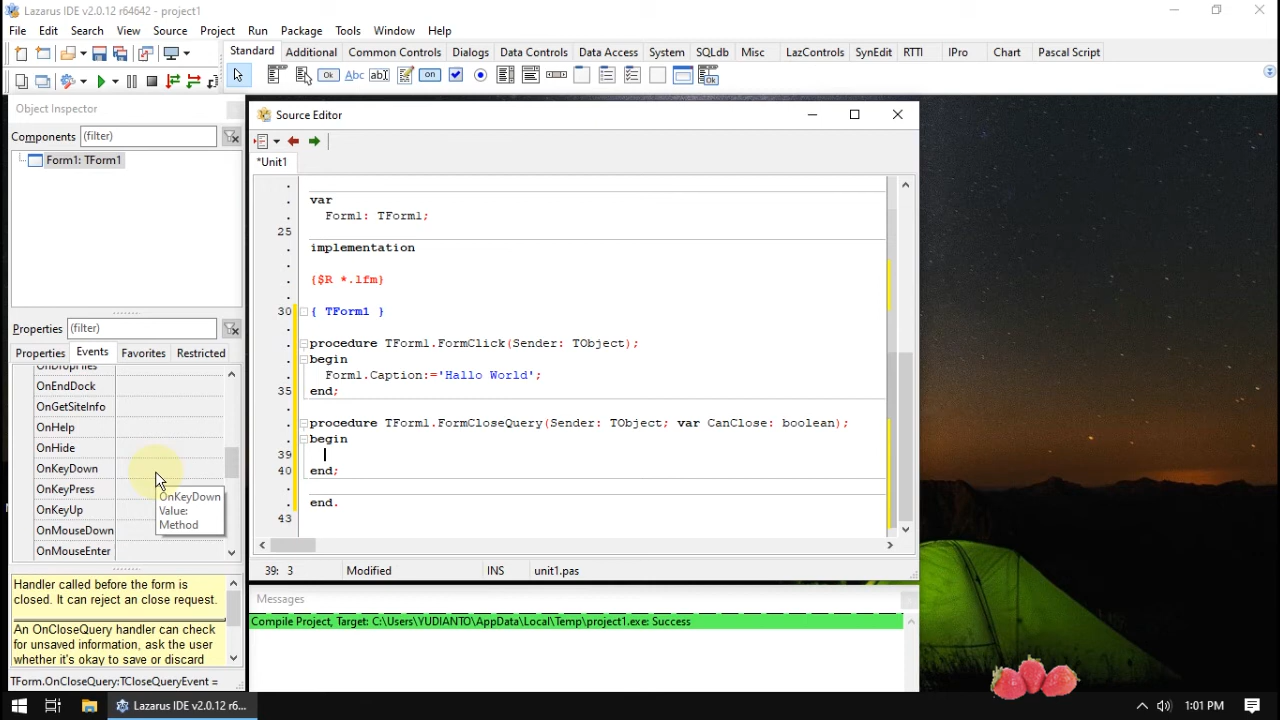 Lazarus IDE v2.0.12 r64642 - project1
File Edit Search View Source Project Run Package Tools Window Help
Standard Additional Common Controls Dialogs Data Controls Data Access System SQLdb Misc LazControls SynEdit RTTI IPro Chart Pascal Script
Ok Abc ab on
Object Inspector
Components (filter)
Form1: TForm1
Properties (filter)
Properties Events Favorites Restricted
OnDropFiles
OnEndDock
OnGetSiteInfo
OnHelp
OnHide
OnKeyDown
OnKeyPress
OnKeyUp
OnMouseDown
OnMouseEnter
OnKeyDown
Value:
Method
Handler called before the form is
closed. It can reject an close request.
An OnCloseQuery handler can check
for unsaved information, ask the user
whether it's okay to save or discard
TForm.OnCloseQuery:TCloseQueryEvent =
Source Editor
*Unit1
var
Form1: TForm1;
25
implementation
{$R *.lfm}
30 { TForm1 }
procedure TForm1.FormClick(Sender: TObject);
begin
Form1.Caption:='Hallo World';
35 end;
procedure TForm1.FormCloseQuery(Sender: TObject; var CanClose: boolean);
begin
39
40 end;
end.
43
39: 3 Modified INS unit1.pas
Messages
Compile Project, Target: C:\Users\YUDIANTO\AppData\Local\Temp\project1.exe: Success
Lazarus IDE v2.0.12 r6...
1:01 PM